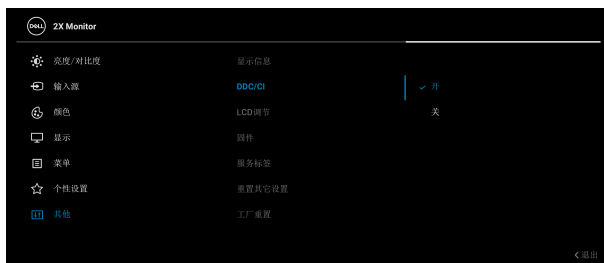 DELL 2X Monitor
亮度/对比度 显示信息
输入源 DDC/CI 开
颜色 LCD调节 关
显示 固件
菜单 服务标签
个性设置 重置其它设置
其他 工厂重置
退出